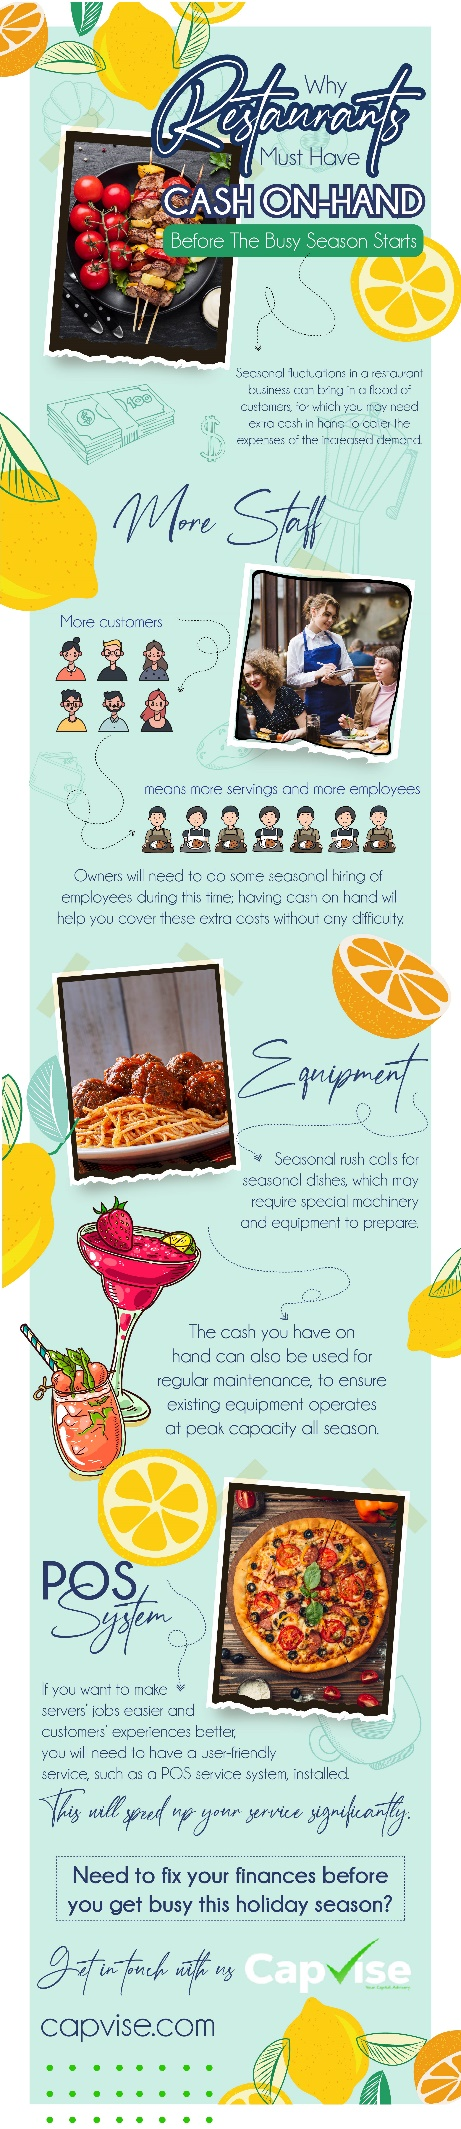 Why
Restaurants
Must Have
CASH ON-HAND
Before The Busy Season Starts
Seasonal fluctuations in a restaurant
business can bring in a flood of
customers, for which you may need
extra cash in hand to cater the
expenses of the increased demand.
More Staff
More customers
means more servings and more employees
Owners will need to do some seasonal hiring of
employees during this time; having cash on hand will
help you cover these extra costs without any difficulty.
Equipment
Seasonal rush calls for
seasonal dishes, which may
require special machinery
and equipment to prepare.
The cash you have on
hand can also be used for
regular maintenance, to ensure
existing equipment operates
at peak capacity all season.
POS
System
If you want to make
servers' jobs easier and
customers' experiences better,
you will need to have a user-friendly
service, such as a POS service system, installed.
This will speed up your service significantly.
Need to fix your finances before
you get busy this holiday season?
Get in touch with us
CapVise
capvise.com